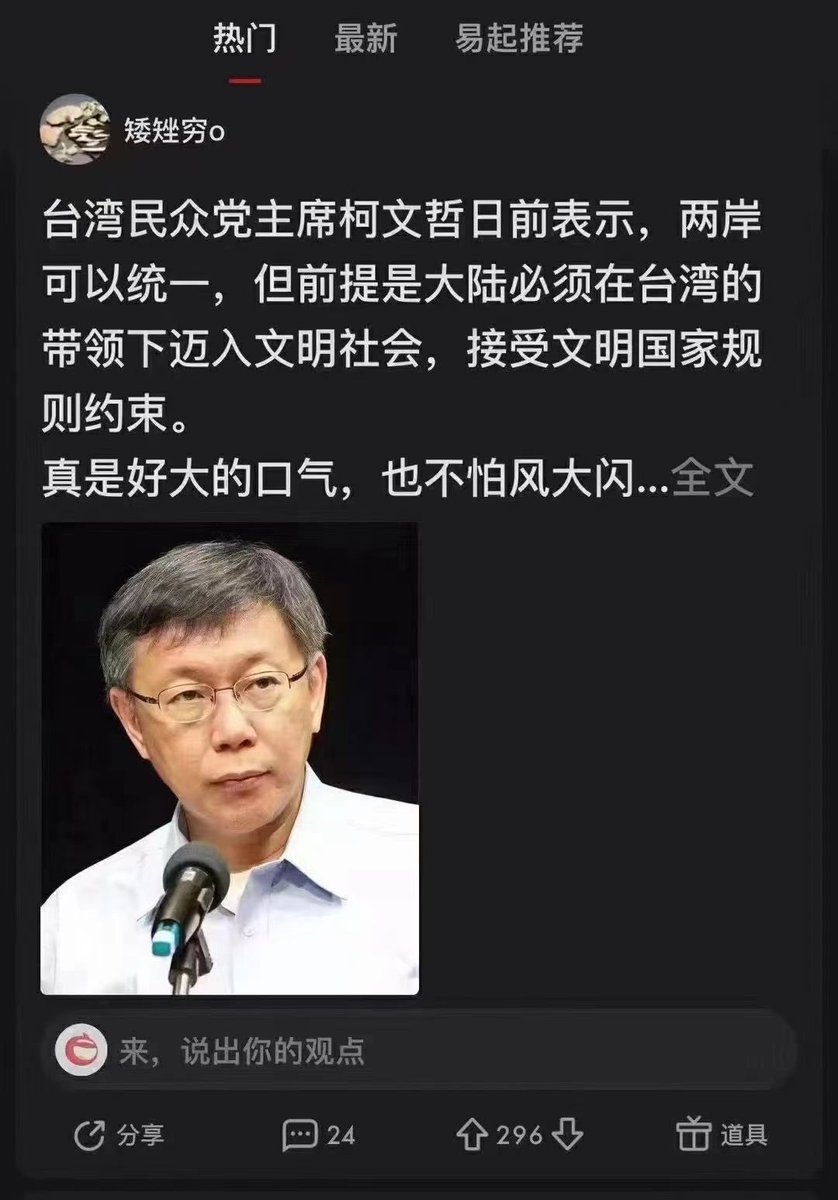 热门 最新 易起推荐
矮矬穷o
台湾民众党主席柯文哲日前表示，两岸
可以统一，但前提是大陆必须在台湾的
带领下迈入文明社会，接受文明国家规
则约束。
真是好大的口气，也不怕风大闪...全文
来，说出你的观点
分享 24 296 道具